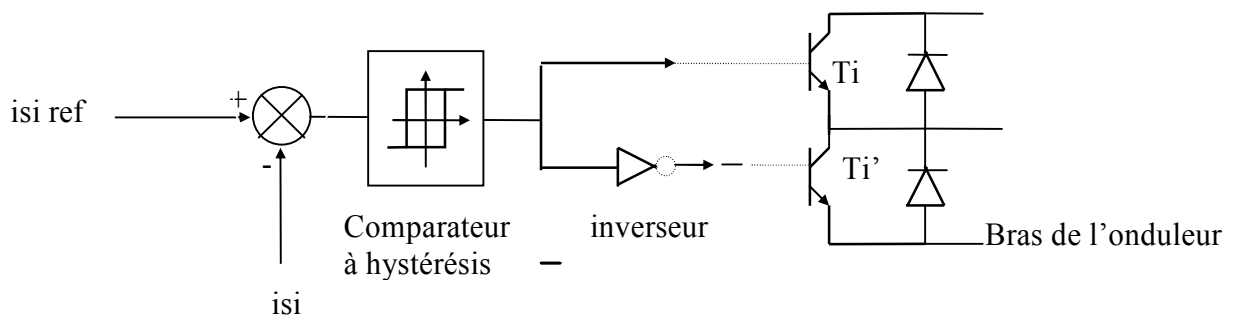 isi ref
+
-
isi
Comparateur
à hystérésis
inverseur
Ti
Ti’
Bras de l’onduleur